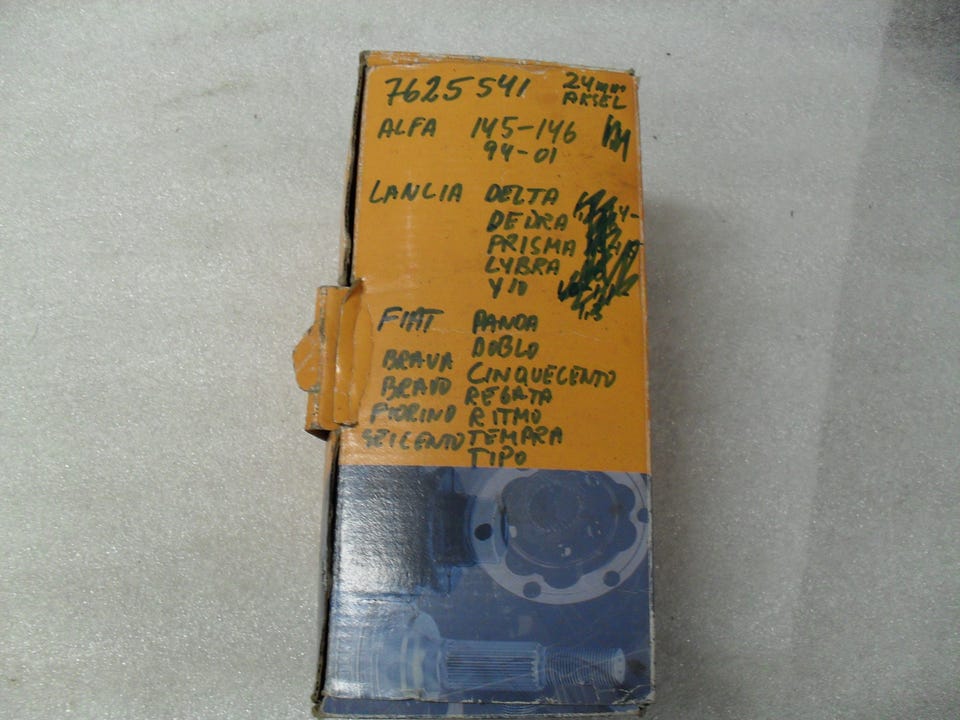 7625541 24mm
AKSEL
ALFA 145-146
94-01
LANCIA DELTA
DEDRA
PRISMA
LYBRA
Y10
FIAT PANDA
DOBLO
BRAVA CINQUECENTO
BRAVO REGATA
FIORINO RITMO
SEICENTO TEMPRA
TIPO